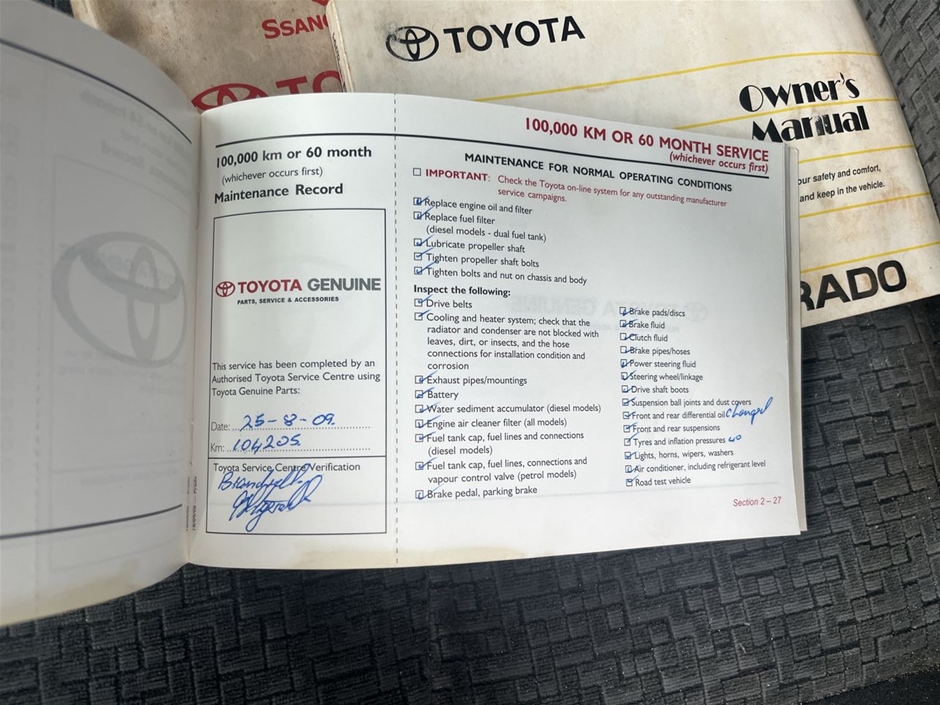 SSAN
TOYOTA
TO
Owner's
Manual
our safety and comfort,
and keep in the vehicle.
RADO
100,000 km or 60 month
(whichever occurs first)
Maintenance Record
TOYOTA GENUINE
PARTS, SERVICE & ACCESSORIES
This service has been completed by an
Authorised Toyota Service Centre using
Toyota Genuine Parts:
Date: 25-8-09.
Km: 104205
Toyota Service Centre Verification
100,000 KM OR 60 MONTH SERVICE
(whichever occurs first)
MAINTENANCE FOR NORMAL OPERATING CONDITIONS
IMPORTANT: Check the Toyota on-line system for any outstanding manufacturer
service campaigns.
Replace engine oil and filter
Replace fuel filter
(diesel models - dual fuel tank)
Lubricate propeller shaft
Tighten propeller shaft bolts
Tighten bolts and nut on chassis and body
Inspect the following:
Drive belts
Cooling and heater system; check that the
radiator and condenser are not blocked with
leaves, dirt, or insects, and the hose
connections for installation condition and
corrosion
Exhaust pipes/mountings
Battery
Water sediment accumulator (diesel models)
Engine air cleaner filter (all models)
Fuel tank cap, fuel lines and connections
(diesel models)
Fuel tank cap, fuel lines, connections and
vapour control valve (petrol models)
Brake pedal, parking brake
Brake pads/discs
Brake fluid
Clutch fluid
Brake pipes/hoses
Power steering fluid
Steering wheel/linkage
Drive shaft boots
Suspension ball joints and dust covers
Front and rear differential oil changed
Front and rear suspensions
Tyres and inflation pressures 40
Lights, horns, wipers, washers
Air conditioner, including refrigerant level
Road test vehicle
Section 2 – 27